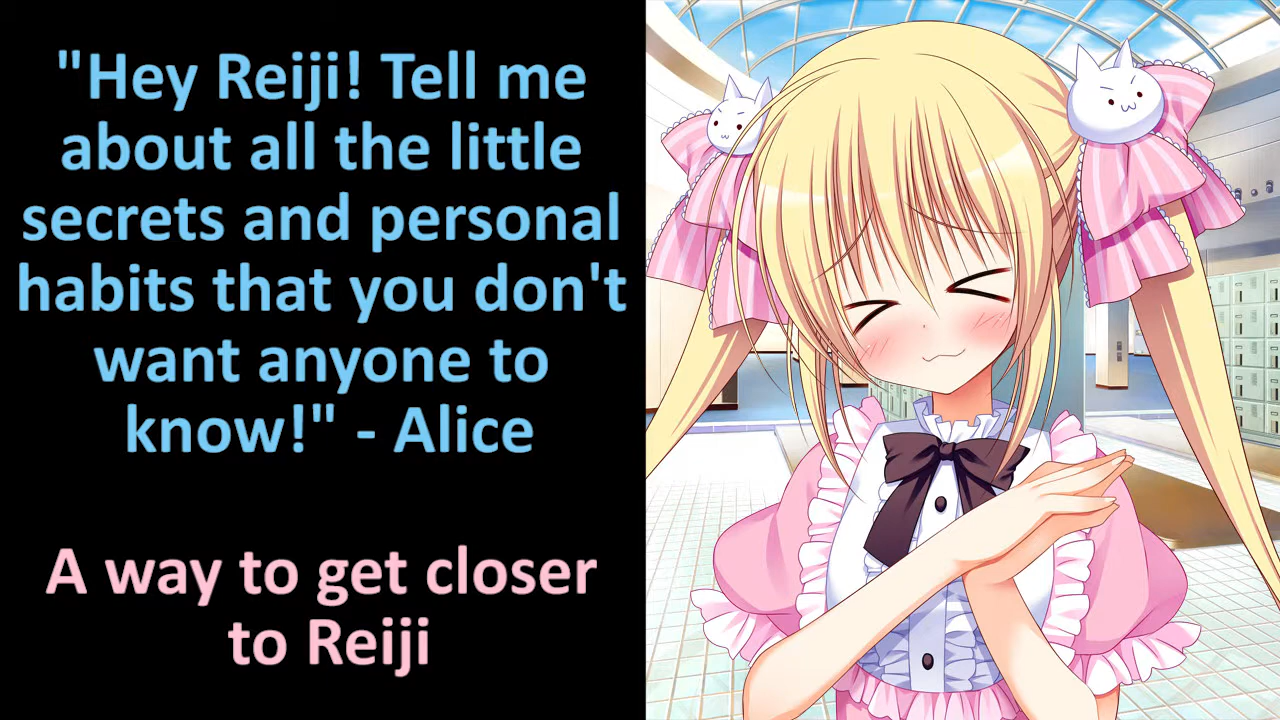 "Hey Reiji! Tell me
about all the little
secrets and personal
habits that you don't
want anyone to
know!" - Alice
A way to get closer
to Reiji